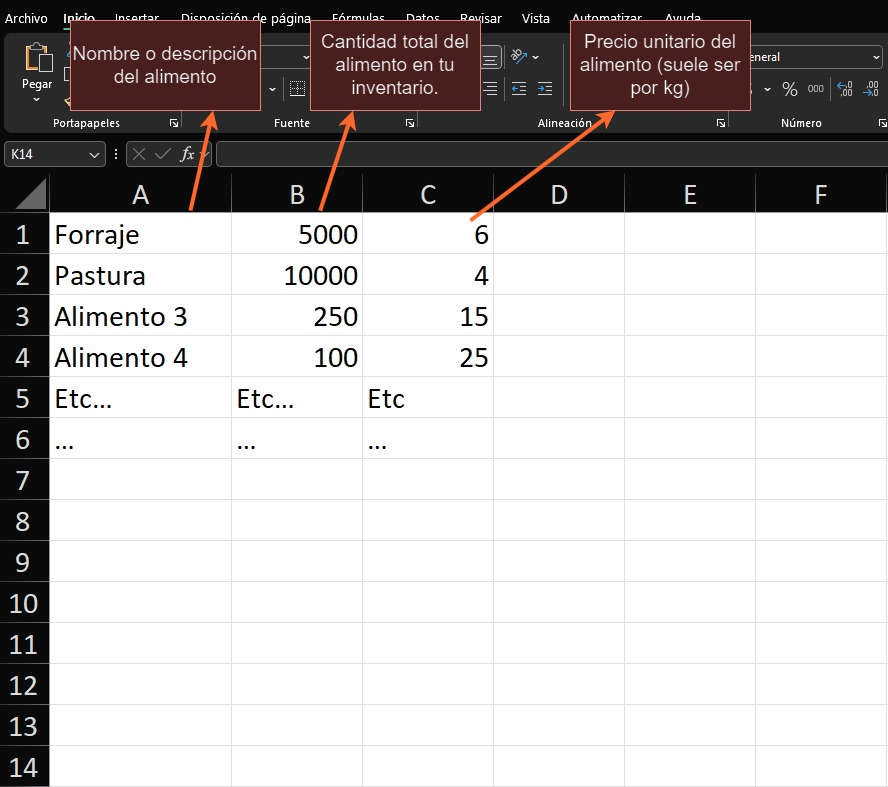 Archivo Inicio Insertar Disposición de página Fórmulas Datos Revisar Vista Automatizar Ayuda
Nombre o descripción
del alimento
Cantidad total del
alimento en tu
inventario.
Precio unitario del
alimento (suele ser
por kg)
Pegar
% 000
Portapapeles Fuente Alineación Número
K14 fx
A B C D E F
1 Forraje 5000 6
2 Pastura 10000 4
3 Alimento 3 250 15
4 Alimento 4 100 25
5 Etc... Etc... Etc
6 ... ... ...
7
8
9
10
11
12
13
14